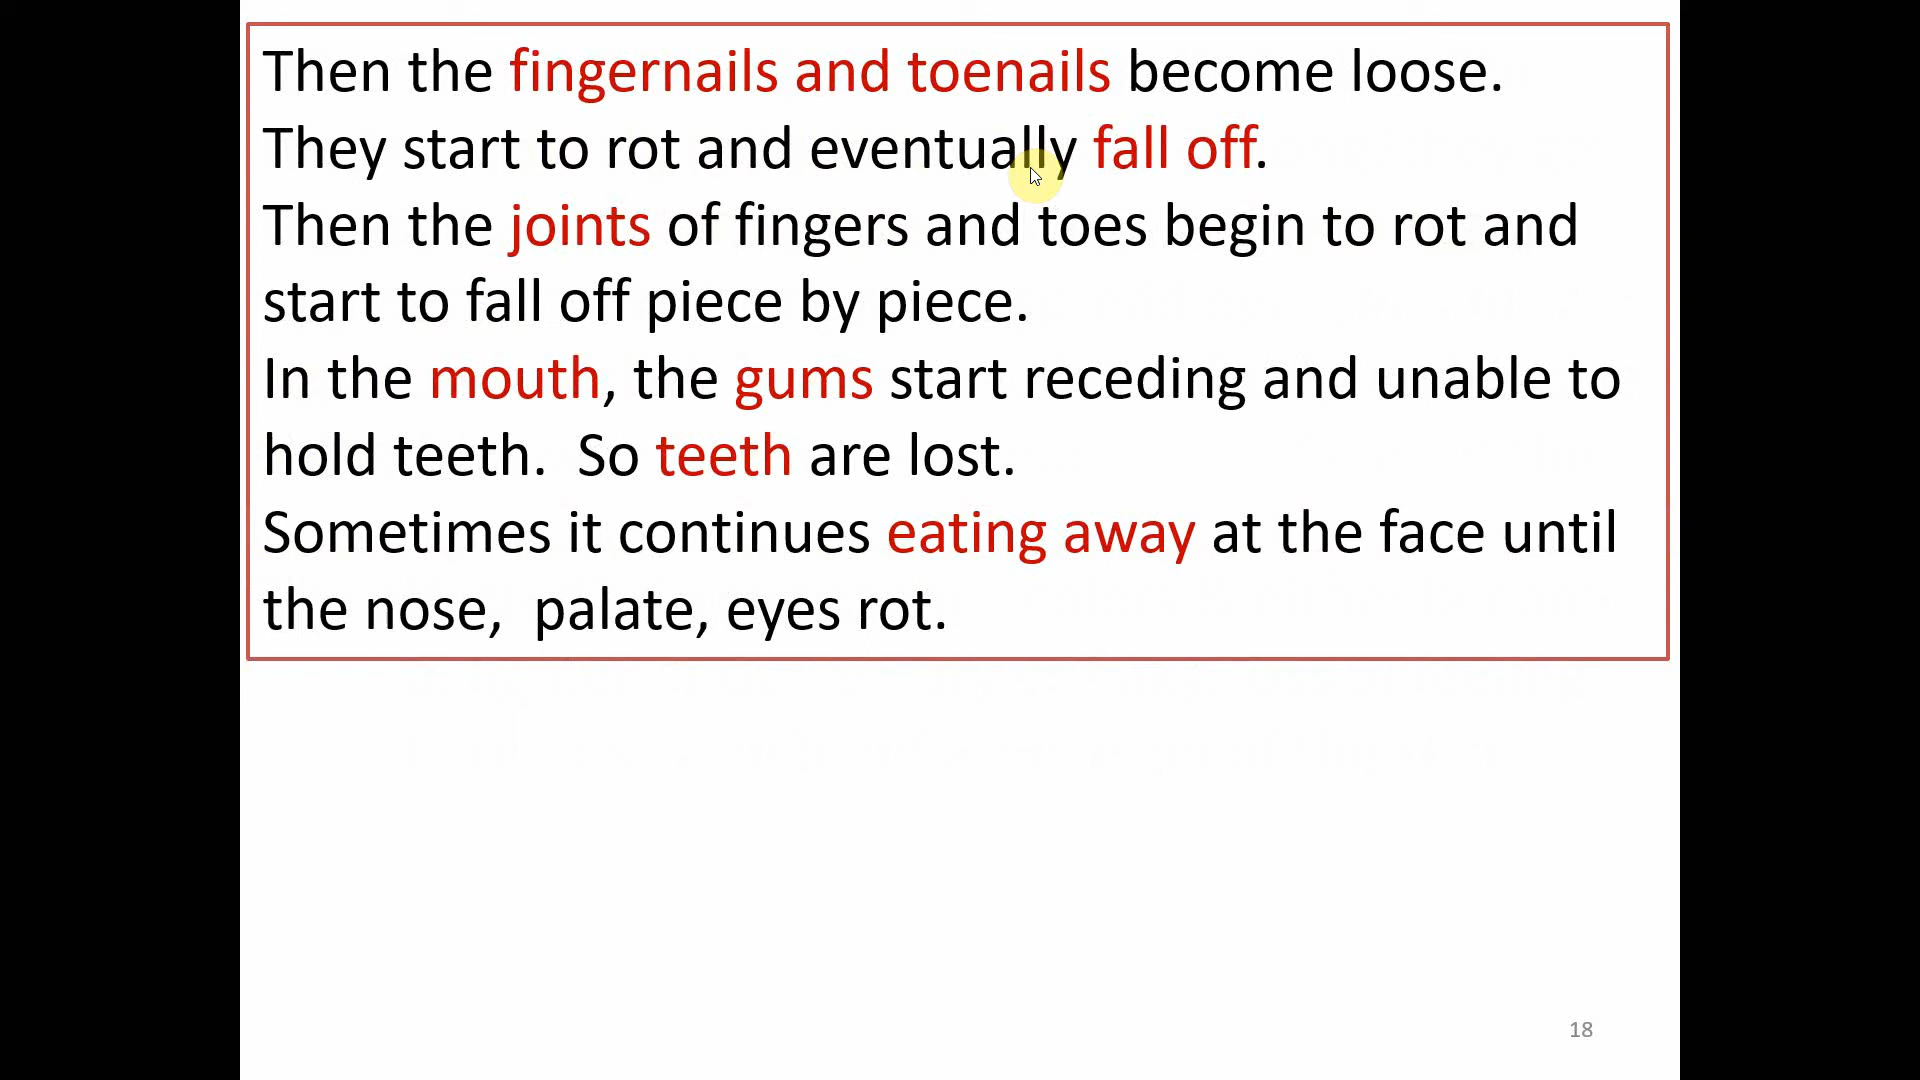 Then the fingernails and toenails become loose.
They start to rot and eventually fall off.
Then the joints of fingers and toes begin to rot and
start to fall off piece by piece.
In the mouth, the gums start receding and unable to
hold teeth.  So teeth are lost.
Sometimes it continues eating away at the face until
the nose,  palate, eyes rot.
18